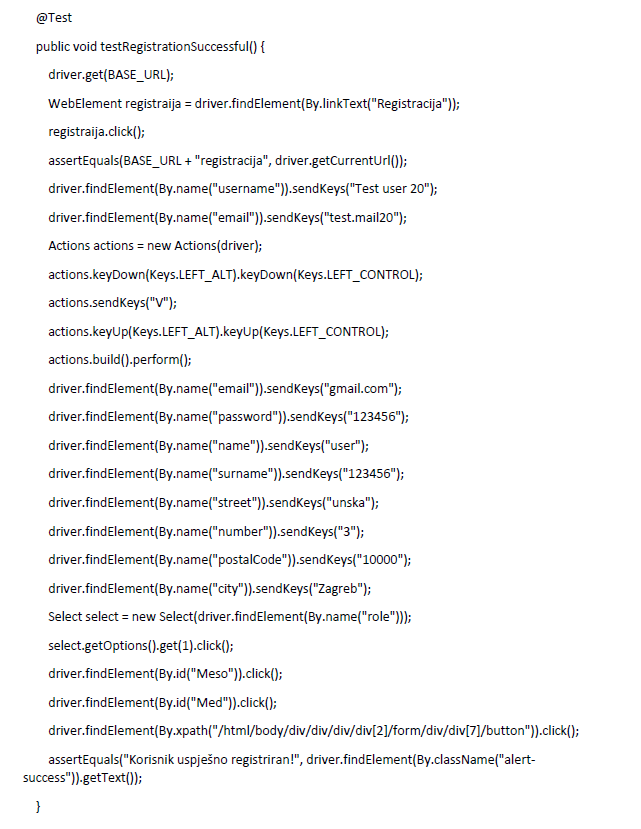 @Test
public void testRegistrationSuccessful() {
driver.get(BASE_URL);
WebElement registraija = driver.findElement(By.linkText("Registracija"));
registraija.click();
assertEquals(BASE_URL + "registracija", driver.getCurrentUrl());
driver.findElement(By.name("username")).sendKeys("Test user 20");
driver.findElement(By.name("email")).sendKeys("test.mail20");
Actions actions = new Actions(driver);
actions.keyDown(Keys.LEFT_ALT).keyDown(Keys.LEFT_CONTROL);
actions.sendKeys("V");
actions.keyUp(Keys.LEFT_ALT).keyUp(Keys.LEFT_CONTROL);
actions.build().perform();
driver.findElement(By.name("email")).sendKeys("gmail.com");
driver.findElement(By.name("password")).sendKeys("123456");
driver.findElement(By.name("name")).sendKeys("user");
driver.findElement(By.name("surname")).sendKeys("123456");
driver.findElement(By.name("street")).sendKeys("unska");
driver.findElement(By.name("number")).sendKeys("3");
driver.findElement(By.name("postalCode")).sendKeys("10000");
driver.findElement(By.name("city")).sendKeys("Zagreb");
Select select = new Select(driver.findElement(By.name("role")));
select.getOptions().get(1).click();
driver.findElement(By.id("Meso")).click();
driver.findElement(By.id("Med")).click();
driver.findElement(By.xpath("/html/body/div/div/div/div[2]/form/div/div[7]/button")).click();
assertEquals("Korisnik uspješno registriran!", driver.findElement(By.className("alert-
success")).getText());
}